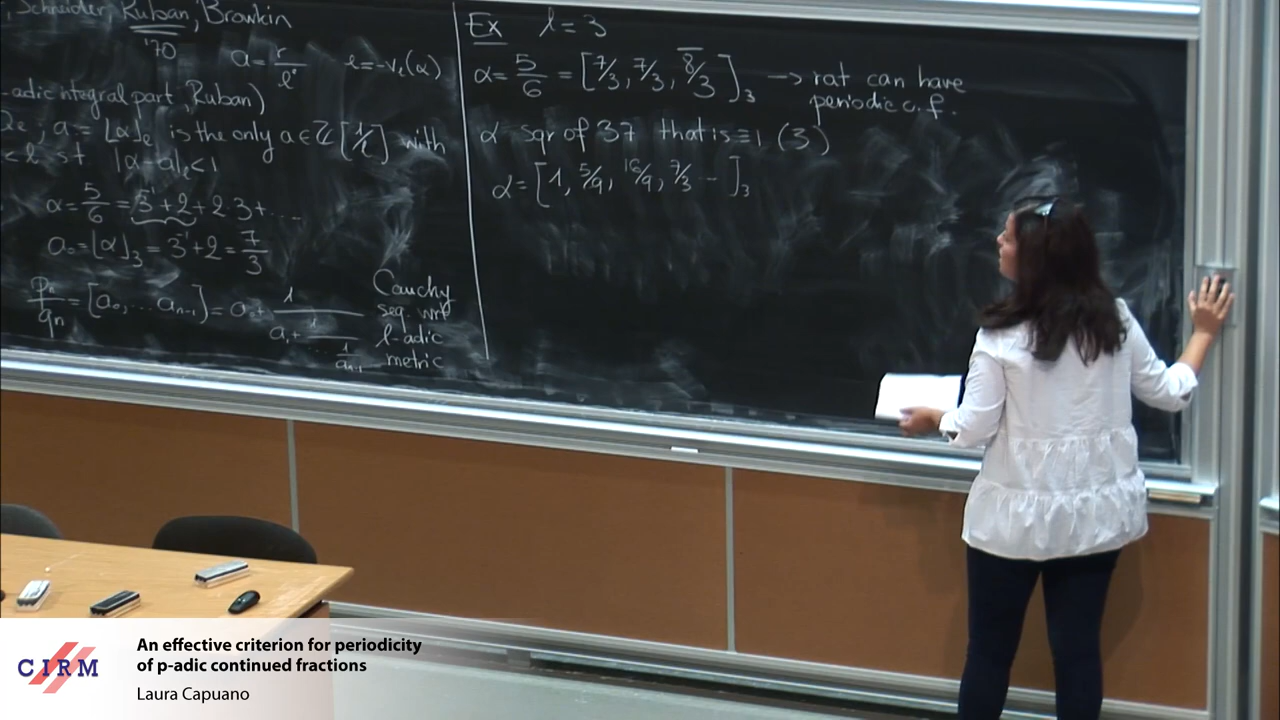 , Schneider, Ruban, Browkin
'70
a = r/l^e e = -v_l(α)
-adic integral part, Ruban)
Q_l; a = ⌊α⌋_l is the only a ∈ Z[1/l] with
< l st |α-a|_l < 1
α = 5/6 = 3^-1 + 2 + 2·3 + ...
a_0 = ⌊α⌋_3 = 3^-1 + 2 = 7/3
p_n/q_n = [a_0, ... a_n-1] = a_0 + 1/(a_1 + 1/... 1/a_n-1)
Cauchy
seq. wrt
l-adic
metric
Ex l = 3
α = 5/6 = [7/3, 7/3, \overline{8/3}]_3 → rat can have
periodic c.f.
α sqr of 37 that is ≡ 1 (3)
α = [1, 5/9, 16/9, 7/3 - - ]_3
CIRM
An effective criterion for periodicity
of p-adic continued fractions
Laura Capuano